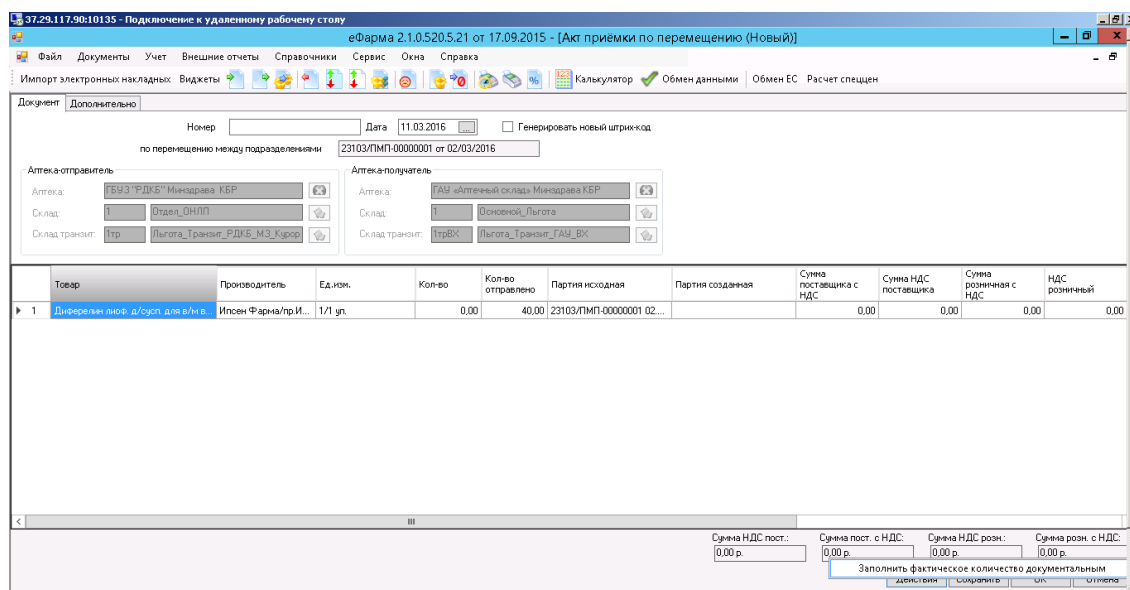 37.29.117.90:10135 - Подключение к удаленному рабочему столу
еФарма 2.1.0.520.5.21 от 17.09.2015 - [Акт приёмки по перемещению (Новый)]
Файл Документы Учет Внешние отчеты Справочники Сервис Окна Справка
Импорт электронных накладных Виджеты % Калькулятор Обмен данными Обмен ЕС Расчет спеццен
Документ Дополнительно
Номер Дата 11.03.2016 ... Генерировать новый штрих-код
по перемещению между подразделениями 23103/ПМП-00000001 от 02/03/2016
Аптека-отправитель Аптека-получатель
Аптека: ГБУЗ "РДКБ" Минздрава КБР Аптека: ГАУ «Аптечный склад» Минздрава КБР
Склад: 1 Отдел_ОНЛП Склад: 1 Основной_Льгота
Склад транзит: 1тр Льгота_Транзит_РДКБ_МЗ_Курор Склад транзит: 1трВХ Льгота_Транзит_ГАУ_ВХ
Товар Производитель Ед.изм. Кол-во Кол-во отправлено Партия исходная Партия созданная Сумма поставщика с НДС Сумма НДС поставщика Сумма розничная с НДС НДС розничный
1 Диферелин лиоф. д/сусп. для в/м в... Ипсен Фарма/пр.И... 1/1 уп. 0,00 40,00 23103/ПМП-00000001 02.... 0,00 0,00 0,00 0,00
Сумма НДС пост.: Сумма пост. с НДС: Сумма НДС розн.: Сумма розн. с НДС:
0,00 р. 0,00 р. 0,00 р. 0,00 р.
Заполнить фактическое количество документальным
Действия Сохранить ОК Отмена